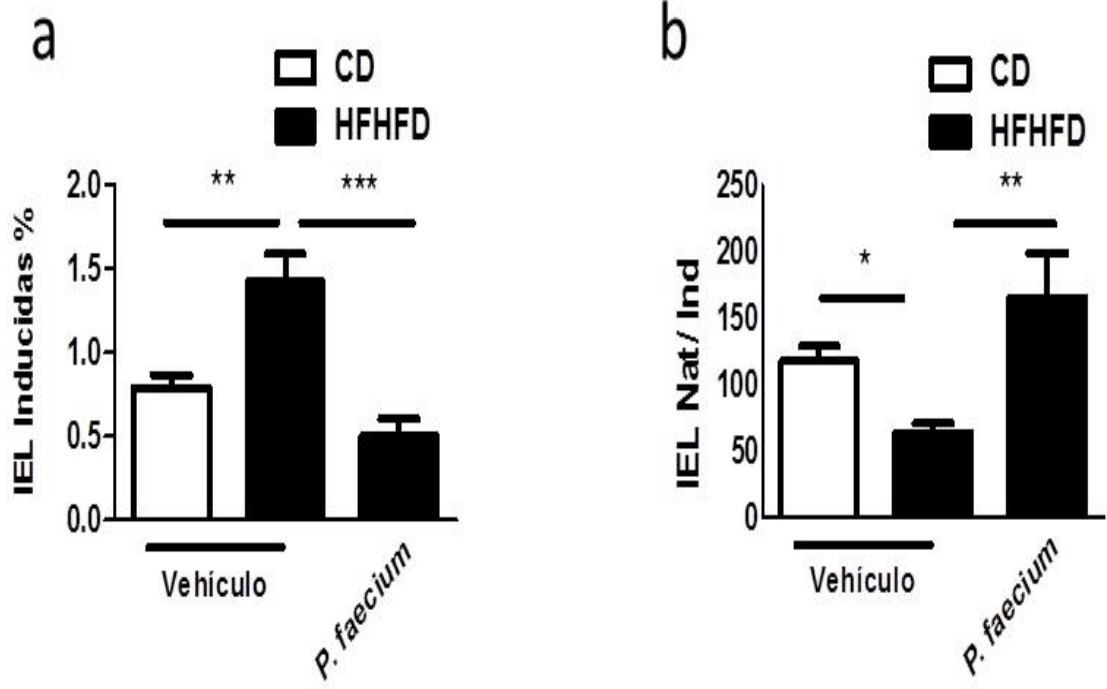 a
CD
HFHFD
IEL Inducidas %
2.0
1.5
1.0
0.5
0.0
**
***
Vehículo
P. faecium
b
CD
HFHFD
IEL Nat/ Ind
250
200
150
100
50
0
*
**
Vehículo
P. faecium